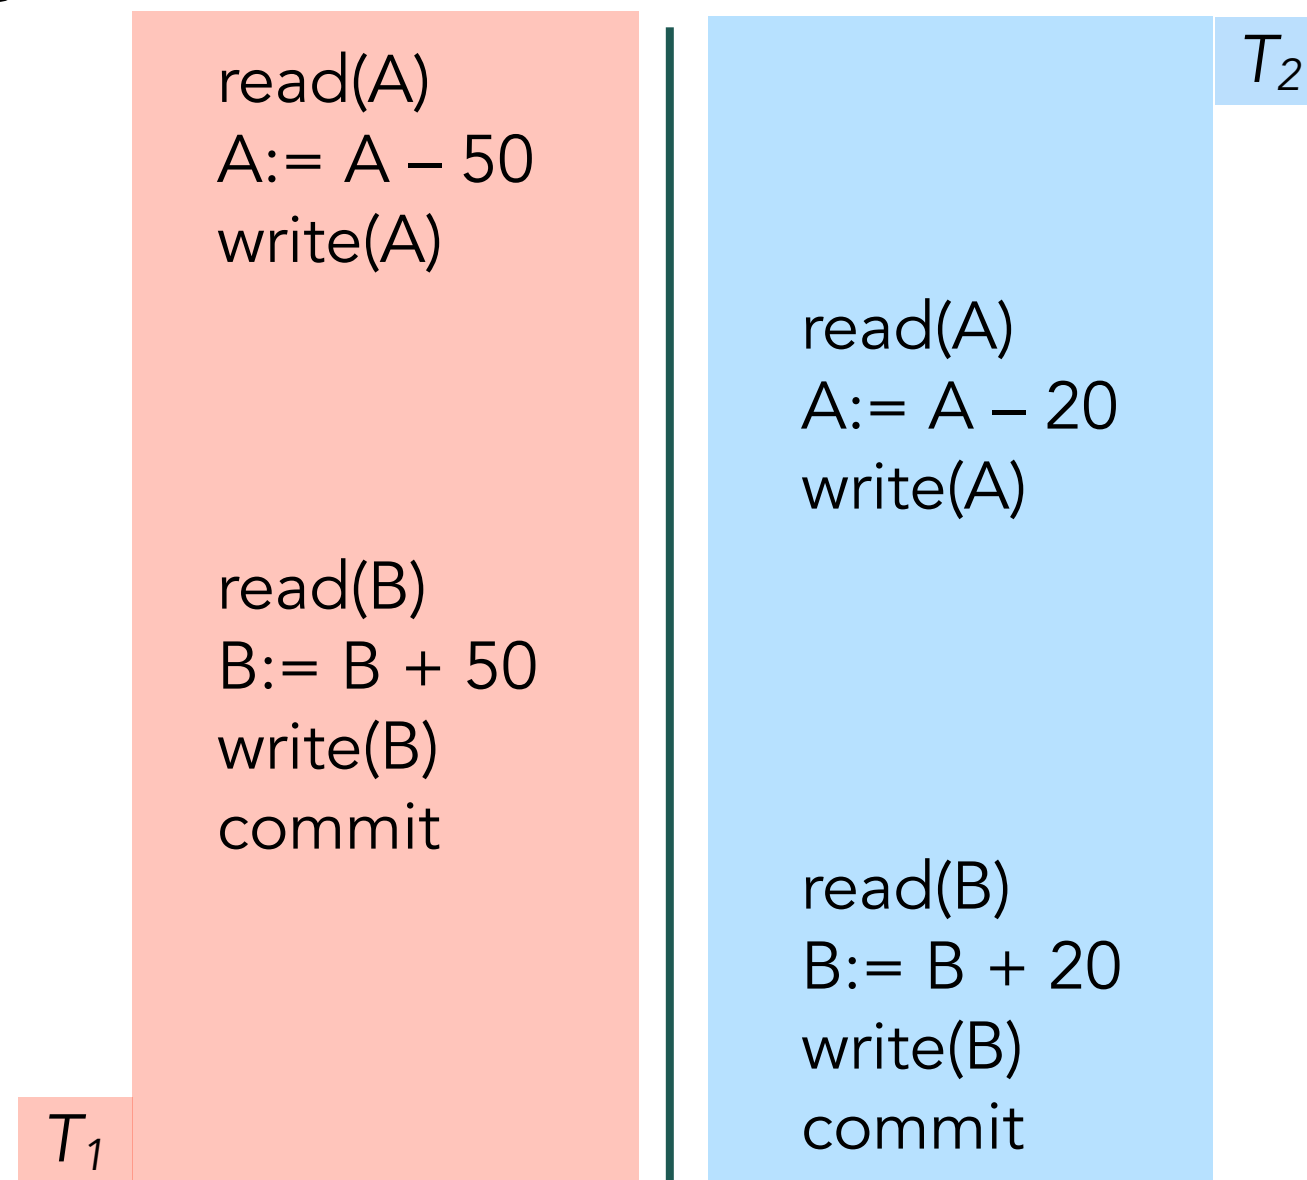 T2
read(A)
A:= A – 50
write(A)
read(A)
A:= A – 20
write(A)
read(B)
B:= B + 50
write(B)
commit
read(B)
B:= B + 20
write(B)
commit
T1